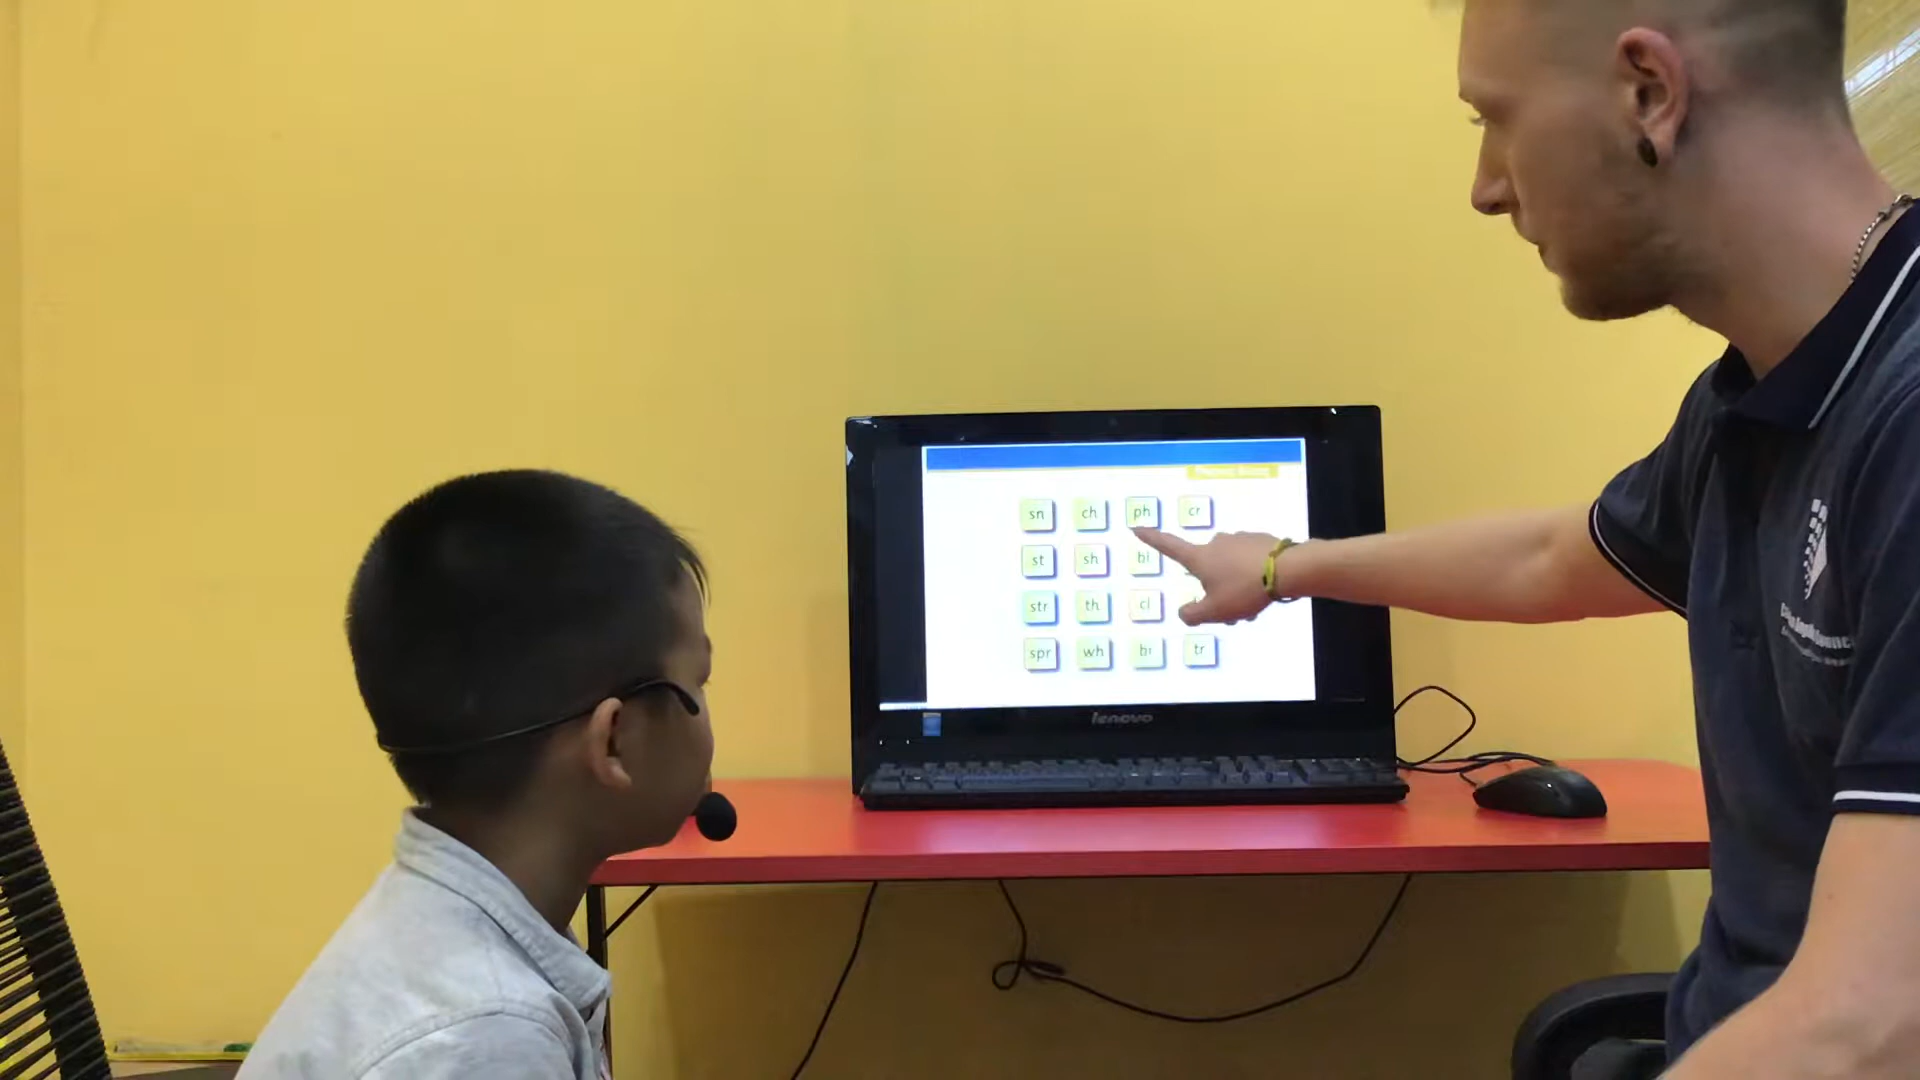 sn ch ph cr
st sh bl
str th cl
spr wh br tr
lenovo